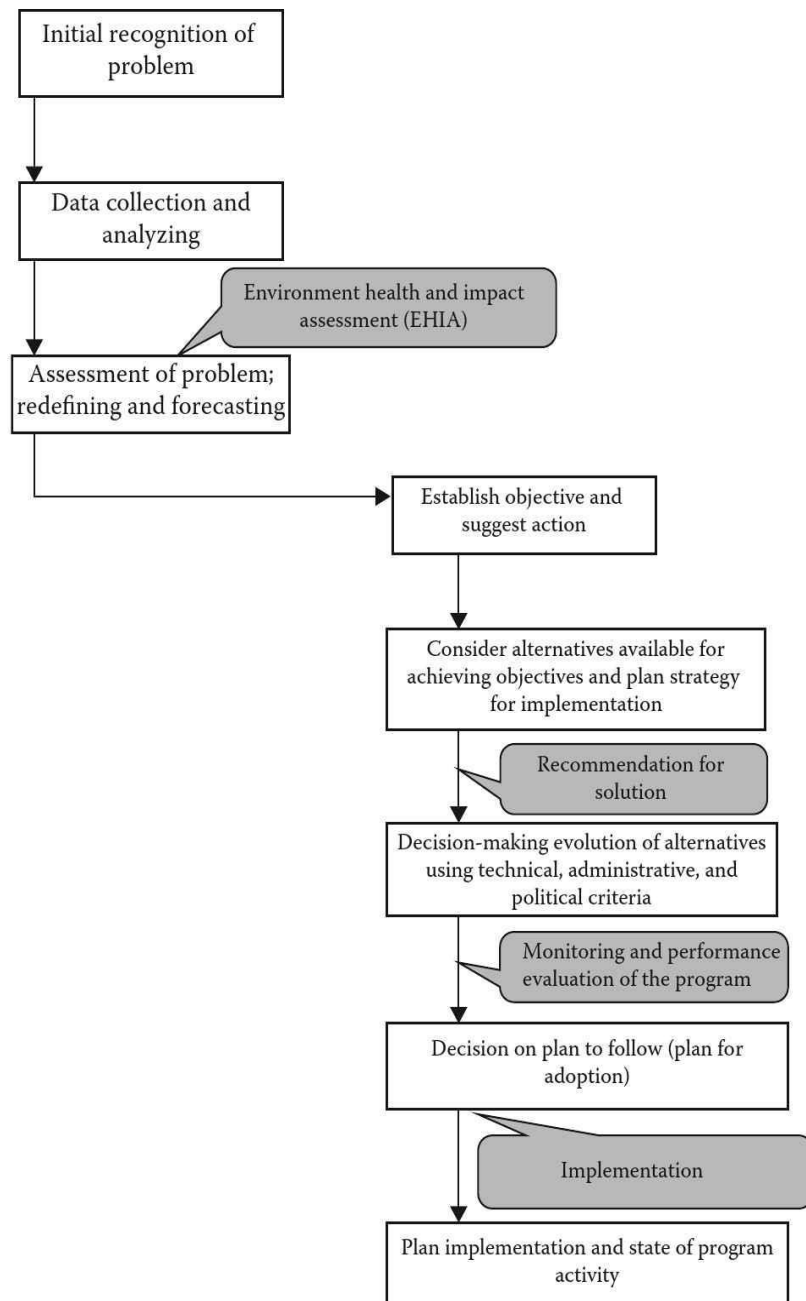 Initial recognition of
problem
Data collection and
analyzing
Environment health and impact
assessment (EHIA)
Assessment of problem;
redefining and forecasting
Establish objective and
suggest action
Consider alternatives available for
achieving objectives and plan strategy
for implementation
Recommendation for
solution
Decision-making evolution of alternatives
using technical, administrative, and
political criteria
Monitoring and performance
evaluation of the program
Decision on plan to follow (plan for
adoption)
Implementation
Plan implementation and state of program
activity